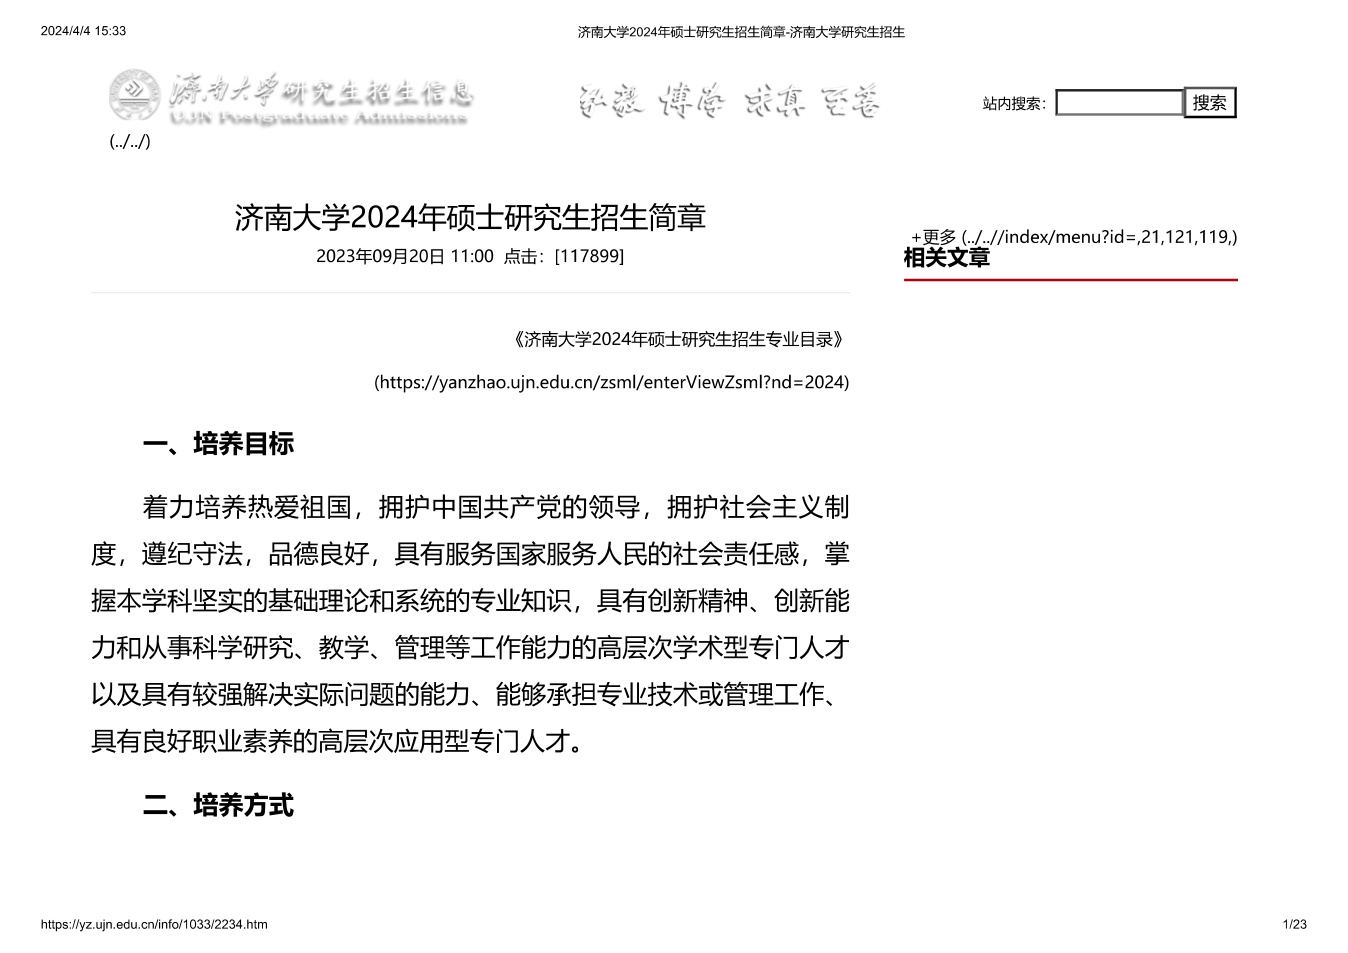 2024/4/4 15:33
济南大学2024年硕士研究生招生简章-济南大学研究生招生
济南大学研究生招生信息
UJN Postgraduate Admissions
弘毅 博学 求真 至善
站内搜索：
搜索
(../../)
济南大学2024年硕士研究生招生简章
2023年09月20日 11:00 点击：[117899]
+更多 (../..//index/menu?id=,21,121,119,)
相关文章
《济南大学2024年硕士研究生招生专业目录》
(https://yanzhao.ujn.edu.cn/zsml/enterViewZsml?nd=2024)
一、培养目标
着力培养热爱祖国，拥护中国共产党的领导，拥护社会主义制
度，遵纪守法，品德良好，具有服务国家服务人民的社会责任感，掌
握本学科坚实的基础理论和系统的专业知识，具有创新精神、创新能
力和从事科学研究、教学、管理等工作能力的高层次学术型专门人才
以及具有较强解决实际问题的能力、能够承担专业技术或管理工作、
具有良好职业素养的高层次应用型专门人才。
二、培养方式
https://yz.ujn.edu.cn/info/1033/2234.htm
1/23